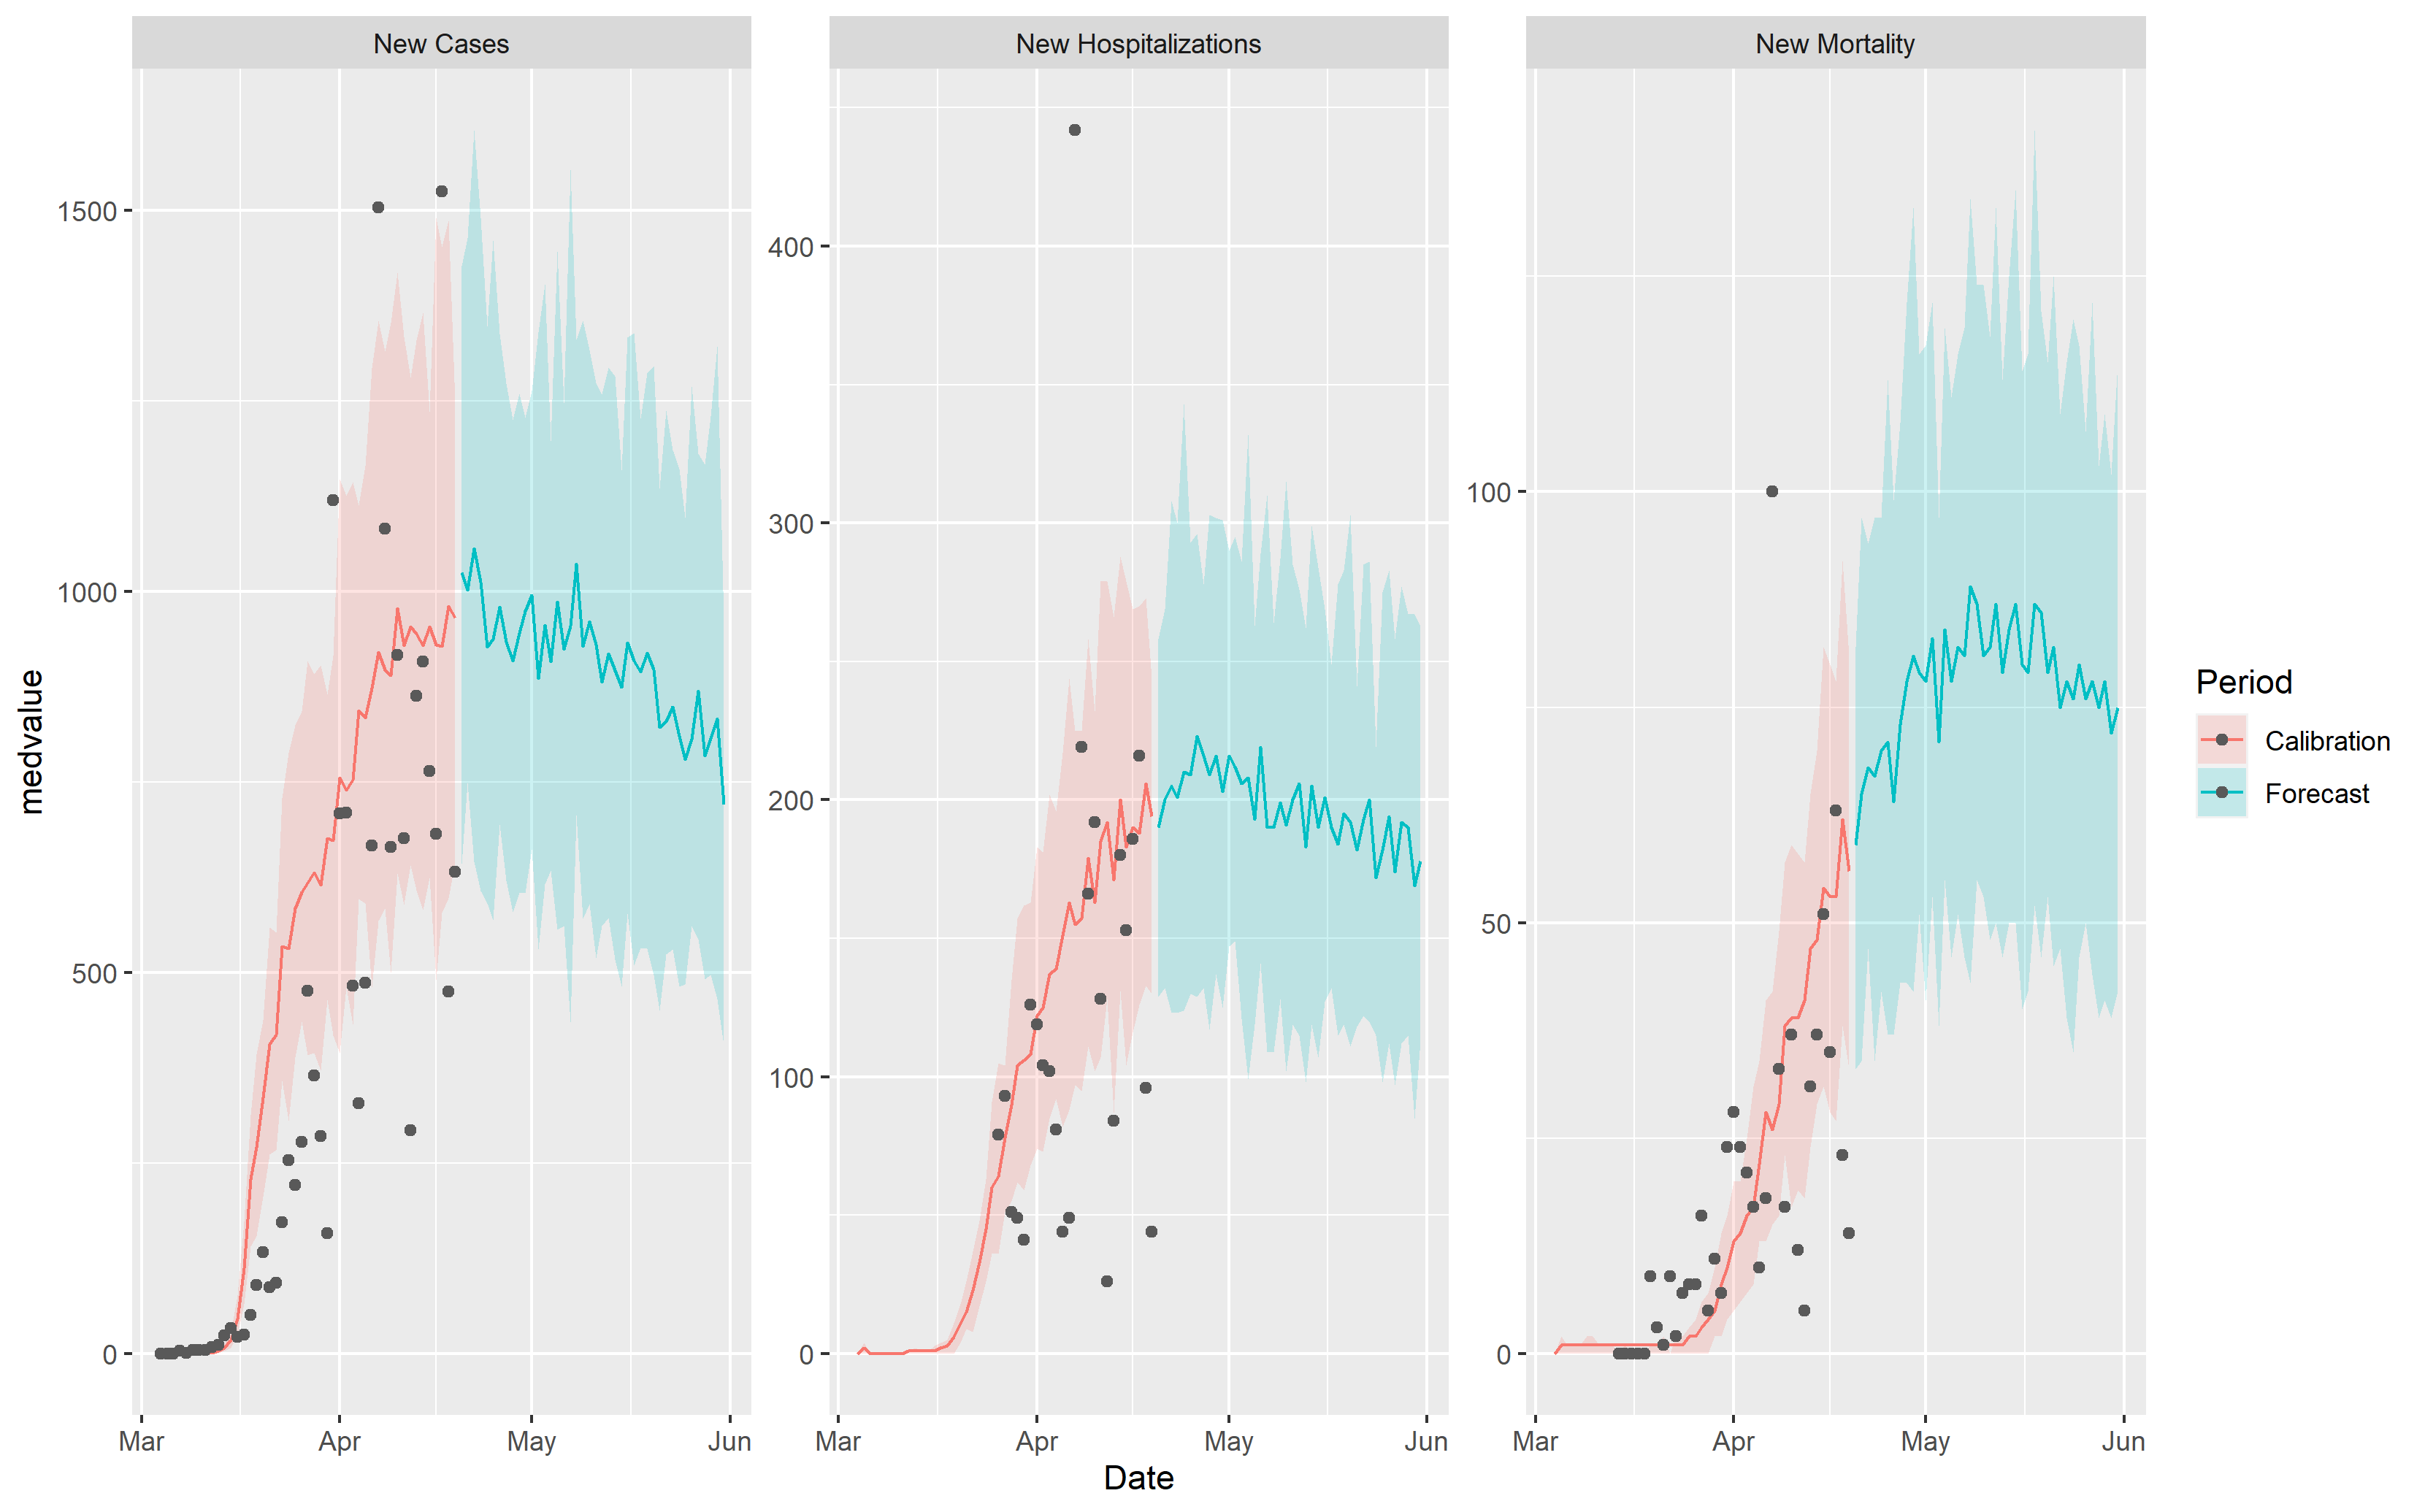 New Cases
New Hospitalizations
New Mortality
medvalue
1500
1000
500
0
400
300
200
100
0
100
50
0
Mar Apr May Jun
Mar Apr May Jun
Mar Apr May Jun
Date
Period
Calibration
Forecast